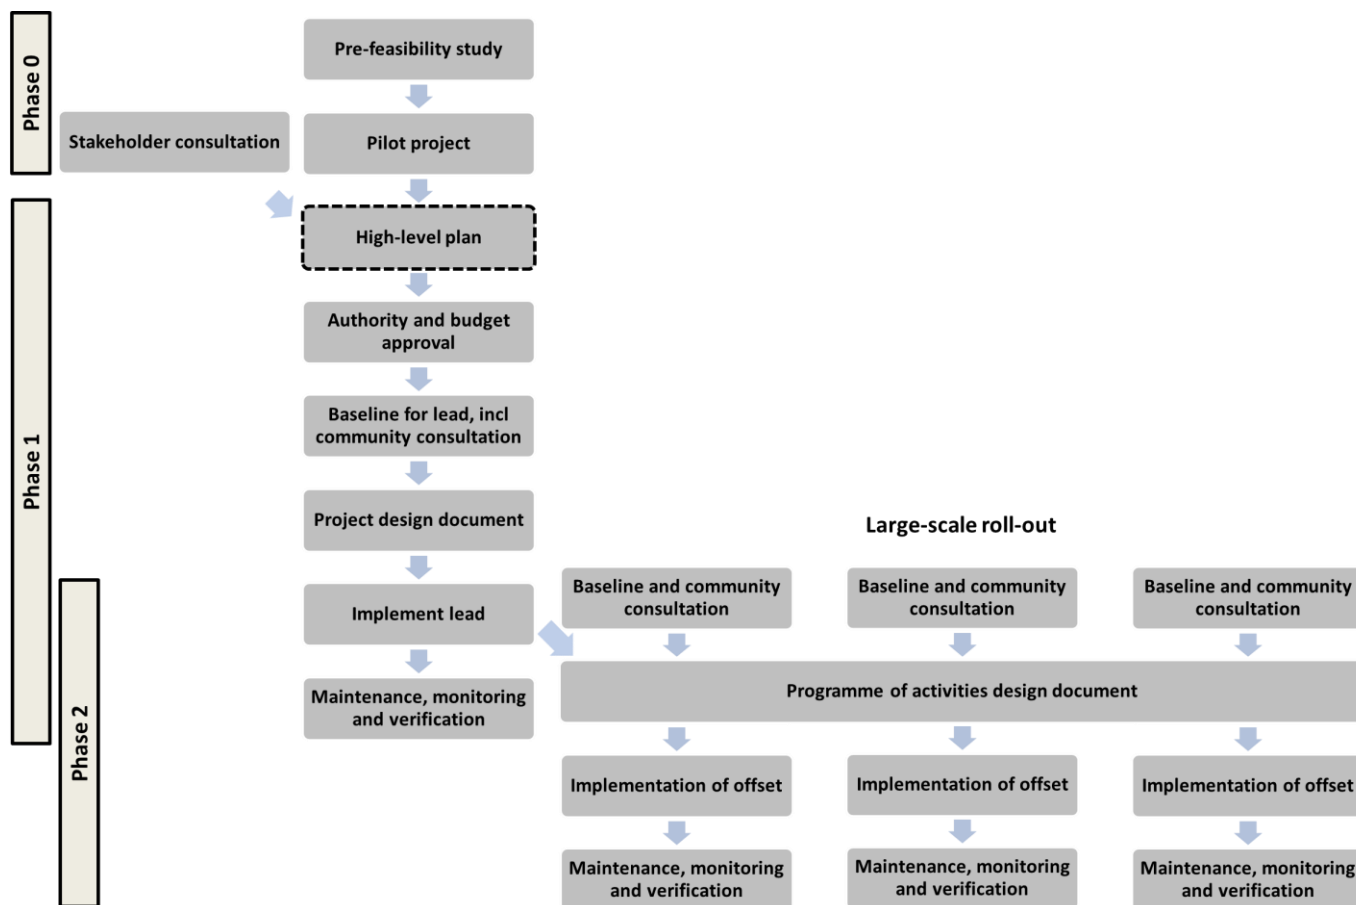 Phase 0
Pre-feasibility study
Stakeholder consultation
Pilot project
Phase 1
High-level plan
Authority and budget
approval
Baseline for lead, incl
community consultation
Project design document
Implement lead
Maintenance, monitoring
and verification
Phase 2
Large-scale roll-out
Baseline and community
consultation
Baseline and community
consultation
Baseline and community
consultation
Programme of activities design document
Implementation of offset
Implementation of offset
Implementation of offset
Maintenance, monitoring
and verification
Maintenance, monitoring
and verification
Maintenance, monitoring
and verification